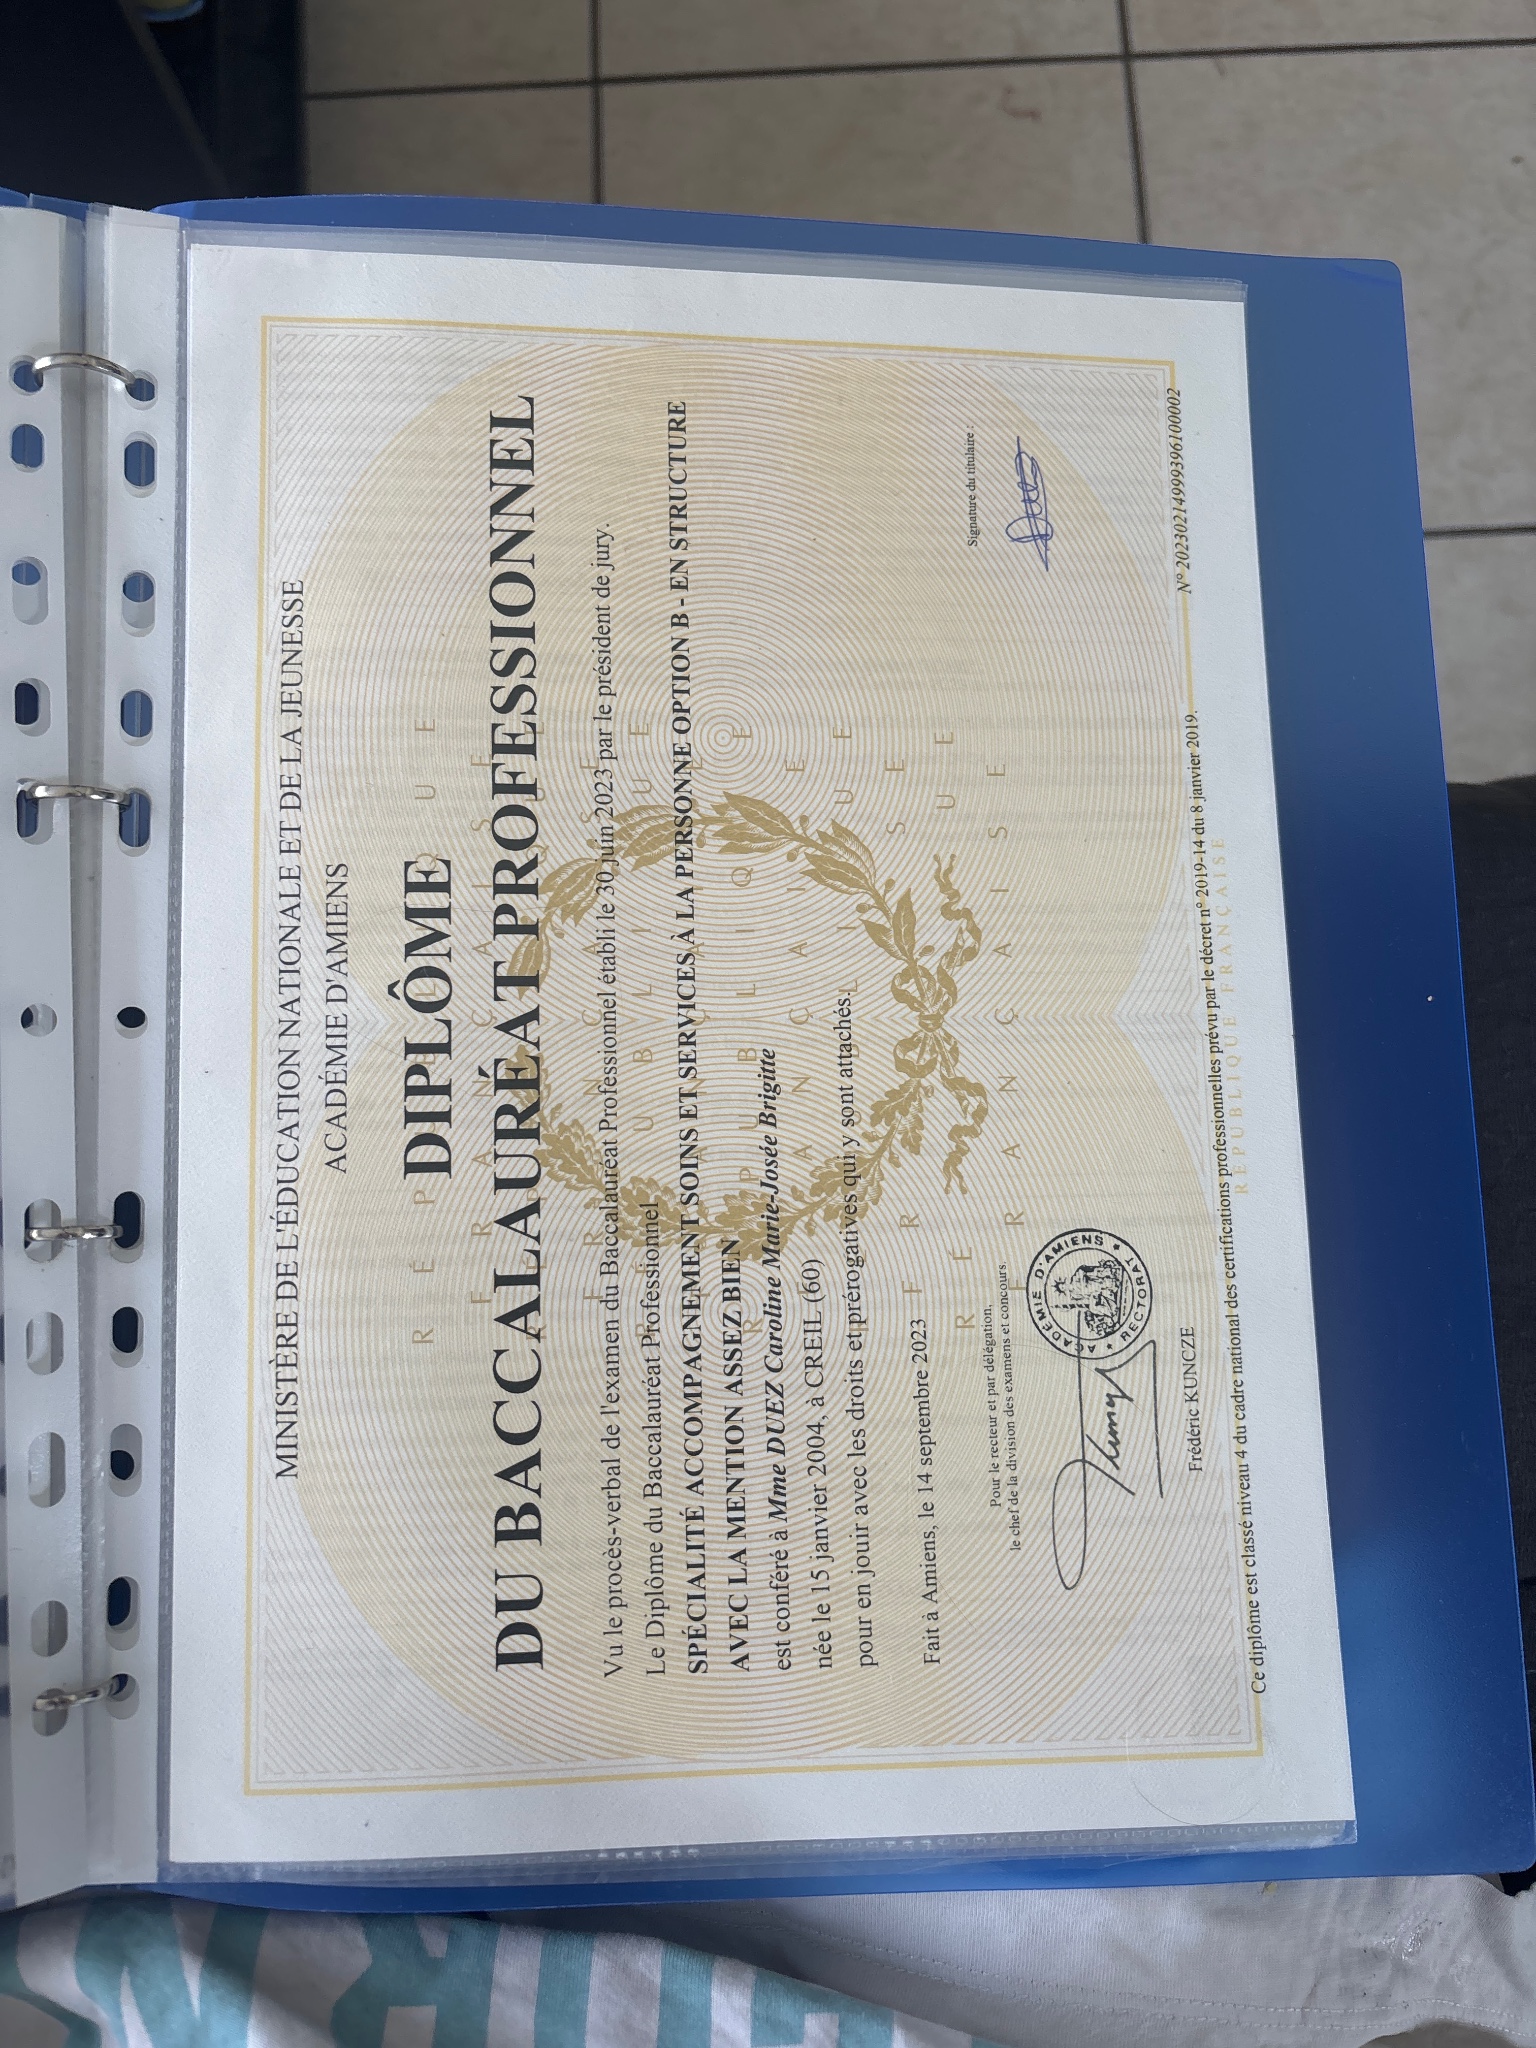 MINISTÈRE DE L'ÉDUCATION NATIONALE ET DE LA JEUNESSE
ACADÉMIE D'AMIENS
DIPLÔME
DU BACCALAURÉAT PROFESSIONNEL
Vu le procès-verbal de l'examen du Baccalauréat Professionnel établi le 30 juin 2023 par le président de jury.
Le Diplôme du Baccalauréat Professionnel
SPÉCIALITÉ ACCOMPAGNEMENT SOINS ET SERVICES À LA PERSONNE OPTION B - EN STRUCTURE
AVEC LA MENTION ASSEZ BIEN
est conféré à Mme DUEZ Caroline Marie-Josée Brigitte
née le 15 janvier 2004, à CREIL (60)
pour en jouir avec les droits et prérogatives qui y sont attachés.
Fait à Amiens, le 14 septembre 2023
Pour le recteur et par délégation,
le chef de la division des examens et concours.
ACADÉMIE D'AMIENS
RECTORAT
Frédéric KUNCZE
Signature du titulaire :
Duez
N° 2023021499939610002
Ce diplôme est classé niveau 4 du cadre national des certifications professionnelles prévu par le décret n° 2019-14 du 8 janvier 2019.
RÉPUBLIQUE FRANÇAISE